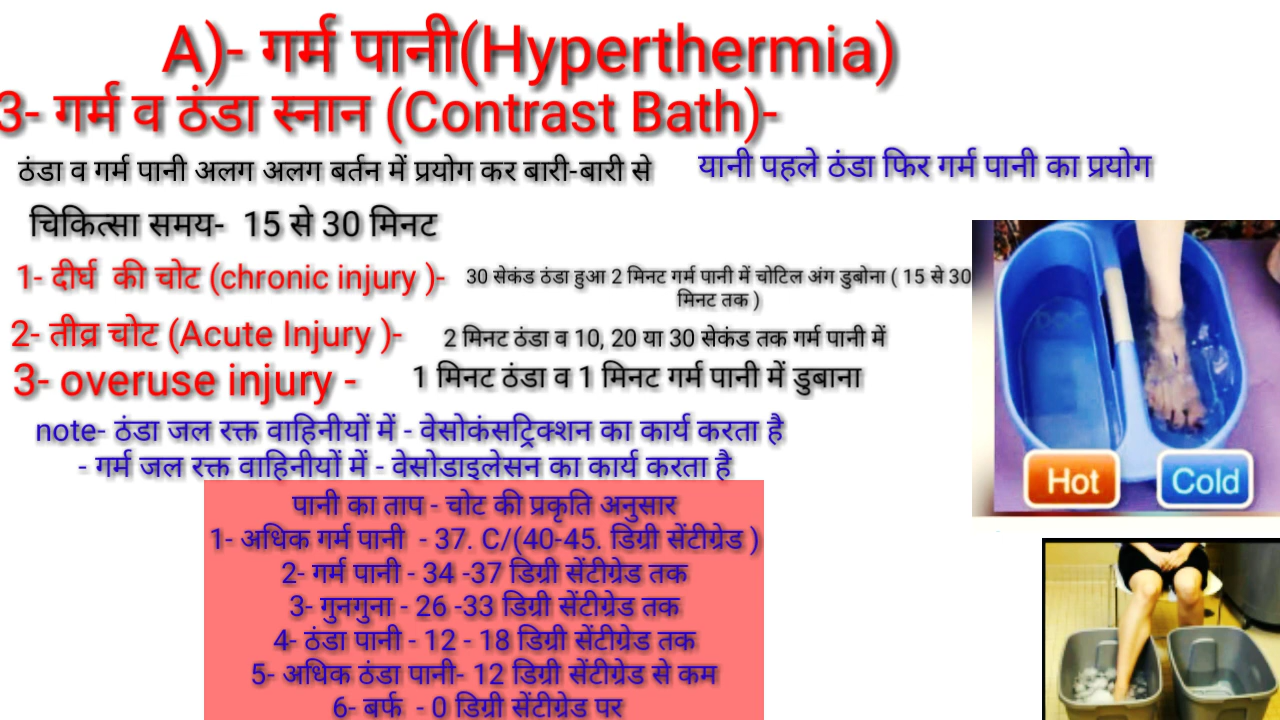 A)- गर्म पानी(Hyperthermia)
3- गर्म व ठंडा स्नान (Contrast Bath)-
ठंडा व गर्म पानी अलग अलग बर्तन में प्रयोग कर बारी-बारी से यानी पहले ठंडा फिर गर्म पानी का प्रयोग
चिकित्सा समय- 15 से 30 मिनट
1- दीर्घ की चोट (chronic injury )- 30 सेकंड ठंडा हुआ 2 मिनट गर्म पानी में चोटिल अंग डुबोना ( 15 से 30
मिनट तक )
2- तीव्र चोट (Acute Injury )- 2 मिनट ठंडा व 10, 20 या 30 सेकंड तक गर्म पानी में
3- overuse injury - 1 मिनट ठंडा व 1 मिनट गर्म पानी में डुबाना
note- ठंडा जल रक्त वाहिनीयों में - वेसोकंसट्रिक्शन का कार्य करता है
- गर्म जल रक्त वाहिनीयों में - वेसोडाइलेसन का कार्य करता है
पानी का ताप - चोट की प्रकृति अनुसार
1- अधिक गर्म पानी - 37. C/(40-45. डिग्री सेंटीग्रेड )
2- गर्म पानी - 34 -37 डिग्री सेंटीग्रेड तक
3- गुनगुना - 26 -33 डिग्री सेंटीग्रेड तक
4- ठंडा पानी - 12 - 18 डिग्री सेंटीग्रेड तक
5- अधिक ठंडा पानी- 12 डिग्री सेंटीग्रेड से कम
6- बर्फ - 0 डिग्री सेंटीग्रेड पर
Hot Cold